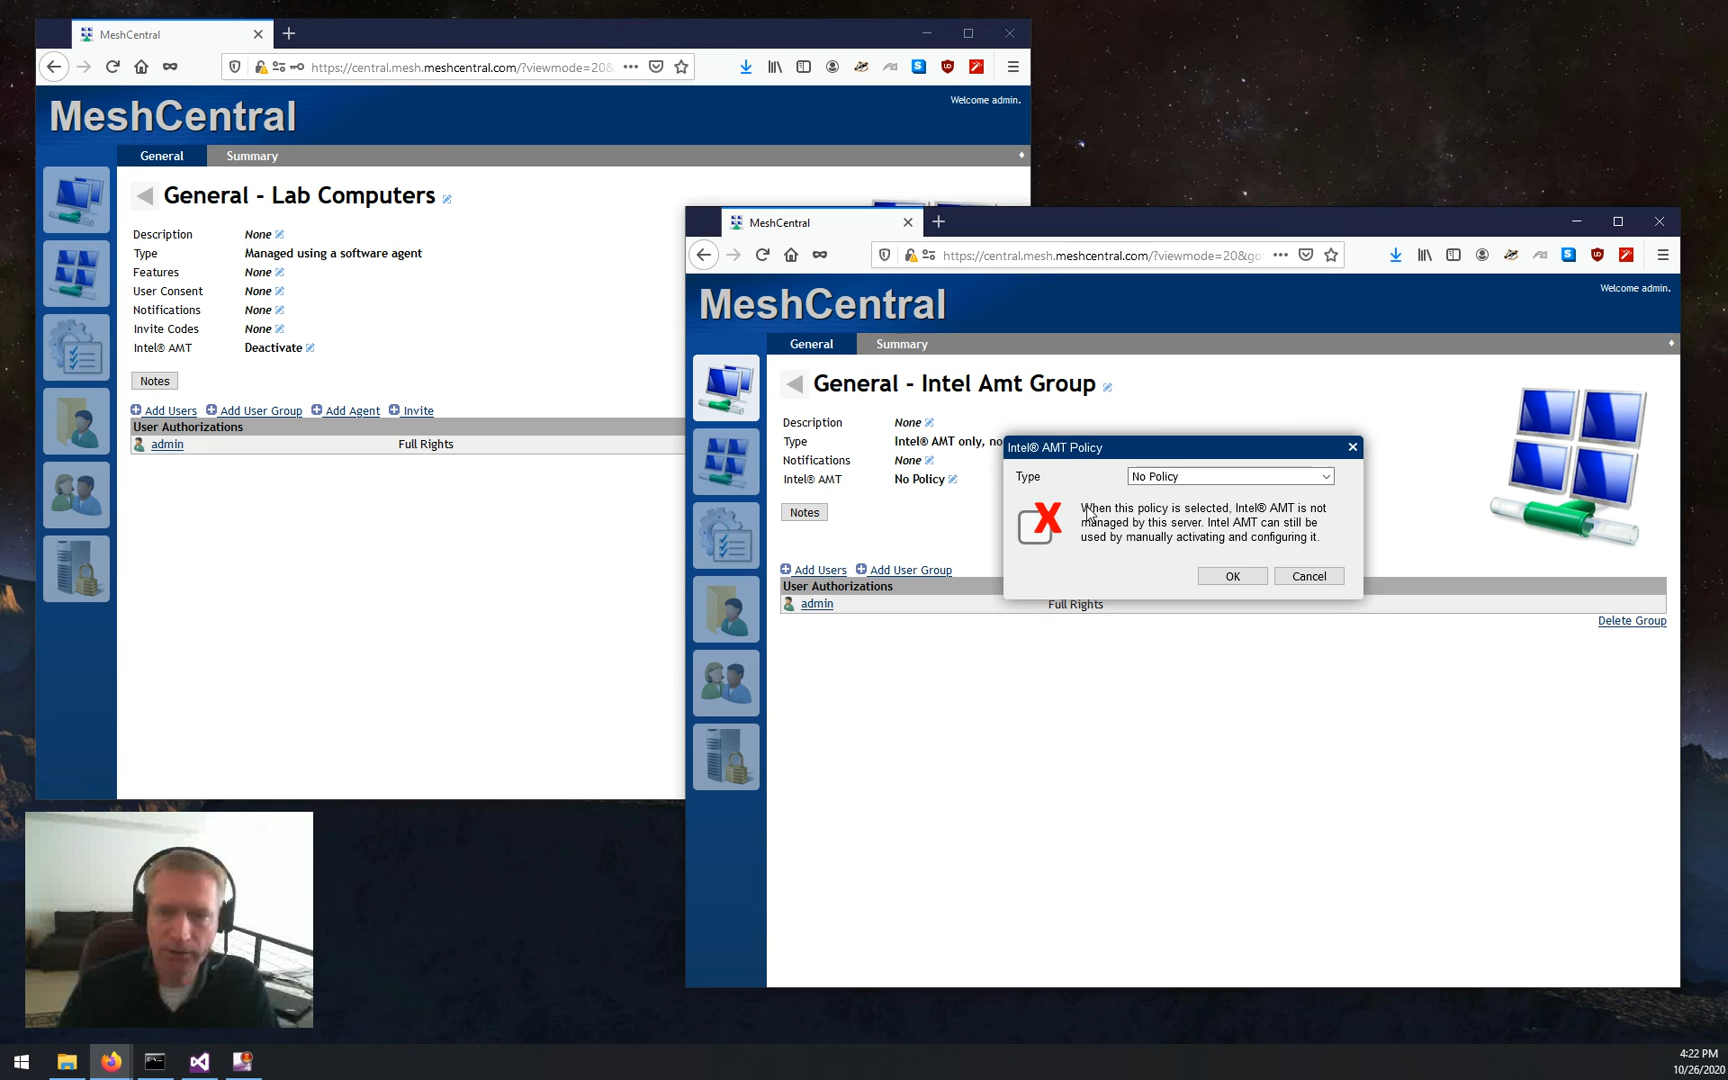 MeshCentral
https://central.mesh.meshcentral.com/?viewmode=20&
MeshCentral
Welcome admin.
General
Summary
General - Lab Computers
Description None
Type Managed using a software agent
Features None
User Consent None
Notifications None
Invite Codes None
Intel® AMT Deactivate
Notes
Add Users Add User Group Add Agent Invite
User Authorizations
admin Full Rights
MeshCentral
https://central.mesh.meshcentral.com/?viewmode=20&go
MeshCentral
Welcome admin.
General
Summary
General - Intel Amt Group
Description None
Type Intel® AMT only, no
Notifications None
Intel® AMT No Policy
Notes
Add Users Add User Group
User Authorizations
admin Full Rights
Delete Group
Intel® AMT Policy
Type No Policy
When this policy is selected, Intel® AMT is not
managed by this server. Intel AMT can still be
used by manually activating and configuring it.
OK Cancel
4:22 PM
10/26/2020